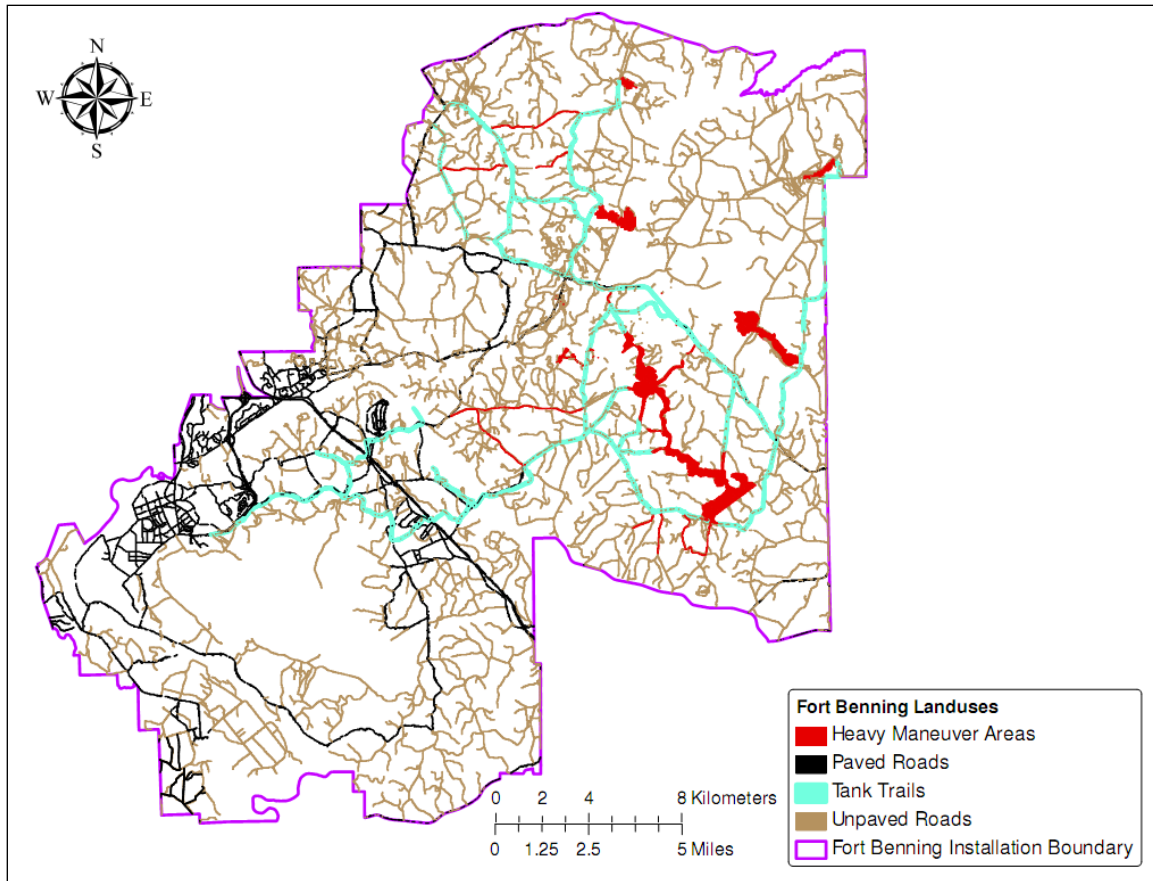 N
W E
S
Fort Benning Landuses
Heavy Maneuver Areas
Paved Roads
Tank Trails
Unpaved Roads
Fort Benning Installation Boundary
0 2 4 8 Kilometers
0 1.25 2.5 5 Miles